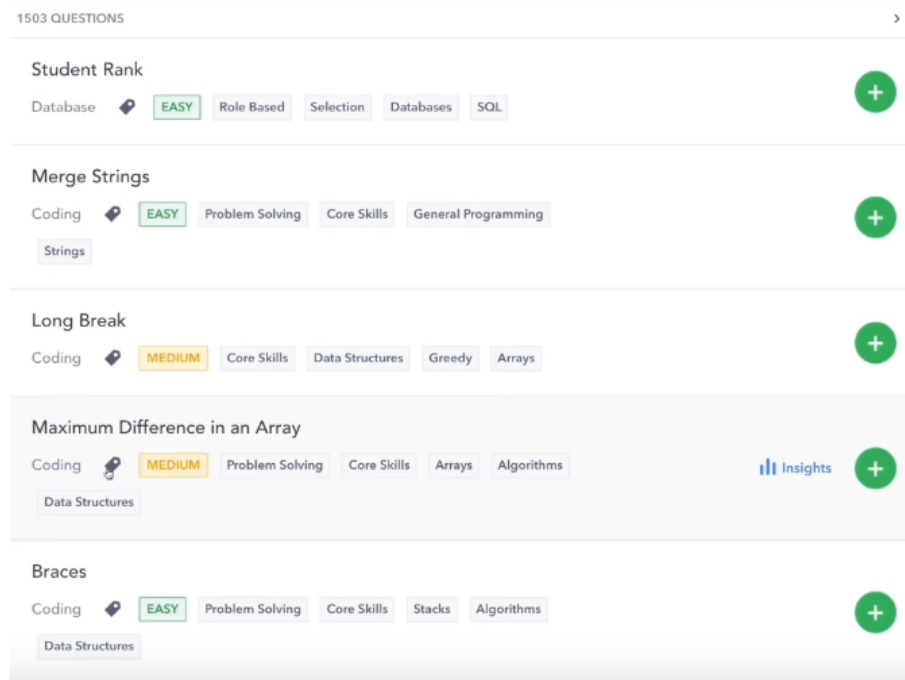 1503 QUESTIONS
Student Rank
Database EASY Role Based Selection Databases SQL
Merge Strings
Coding EASY Problem Solving Core Skills General Programming
Strings
Long Break
Coding MEDIUM Core Skills Data Structures Greedy Arrays
Maximum Difference in an Array
Coding MEDIUM Problem Solving Core Skills Arrays Algorithms Insights
Data Structures
Braces
Coding EASY Problem Solving Core Skills Stacks Algorithms
Data Structures